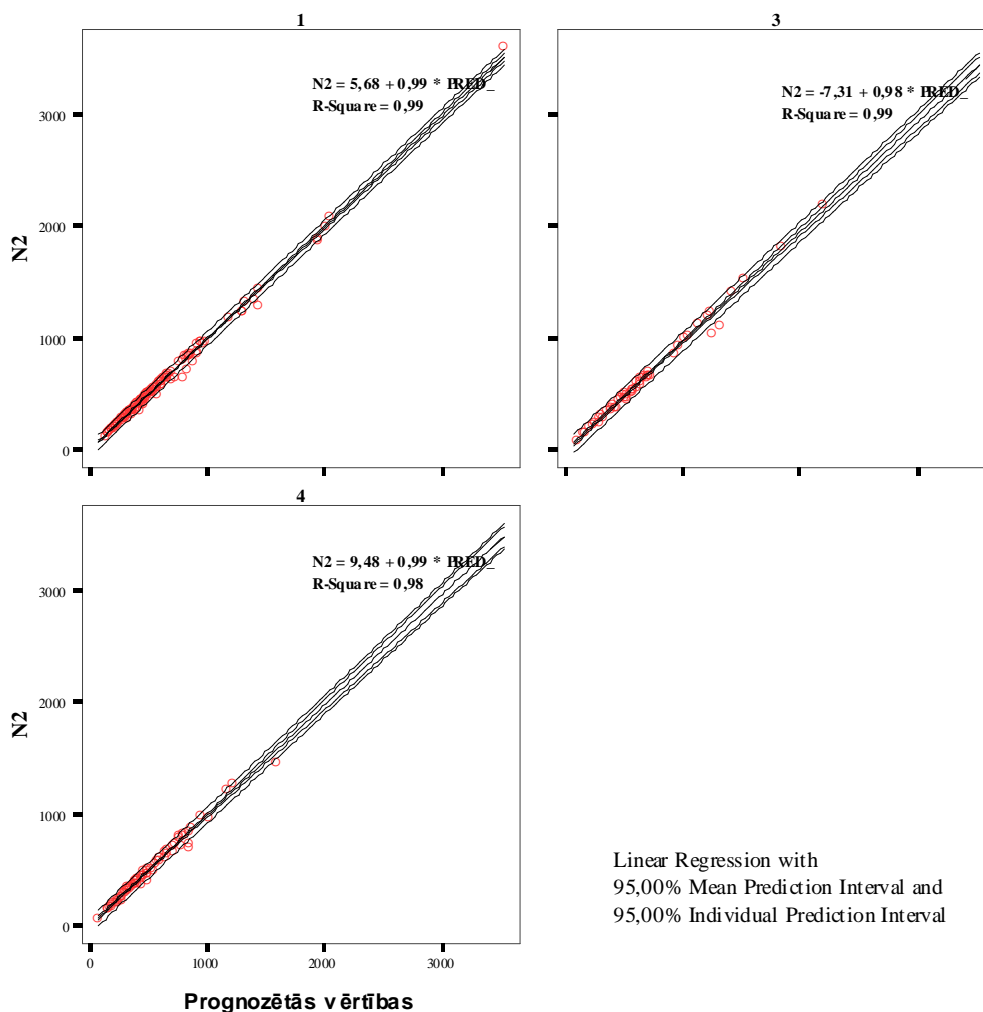 1
3
N2 = 5,68 + 0,99 * PRED_
R-Square = 0,99
N2 = -7,31 + 0,98 * PRED_
R-Square = 0,99
3000
2000
1000
0
N2
4
N2 = 9,48 + 0,99 * PRED_
R-Square = 0,98
3000
2000
1000
0
N2
0
1000
2000
3000
Prognozētās vērtības
Linear Regression with
95,00% Mean Prediction Interval and
95,00% Individual Prediction Interval